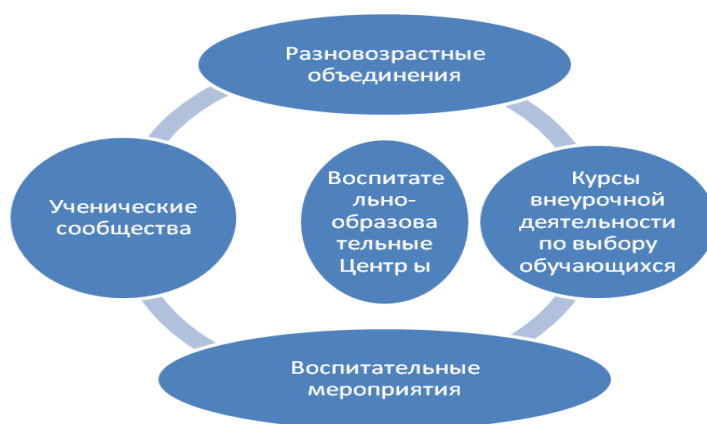 Разновозрастные
объединения
Ученические
сообщества
Воспитате
льно-
образова
тельные
Центр ы
Курсы
внеурочной
деятельности
по выбору
обучающихся
Воспитательные
мероприятия